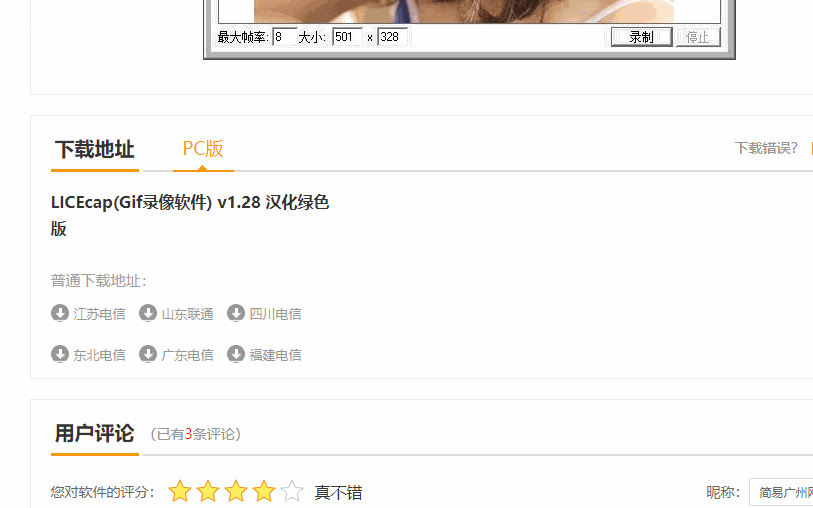 最大帧率: 8 大小: 501 x 328 录制 停止
下载地址 PC版 下载错误?
LICEcap(Gif录像软件) v1.28 汉化绿色
版
普通下载地址:
江苏电信 山东联通 四川电信
东北电信 广东电信 福建电信
用户评论 (已有3条评论)
您对软件的评分: 真不错 昵称: 简易广州